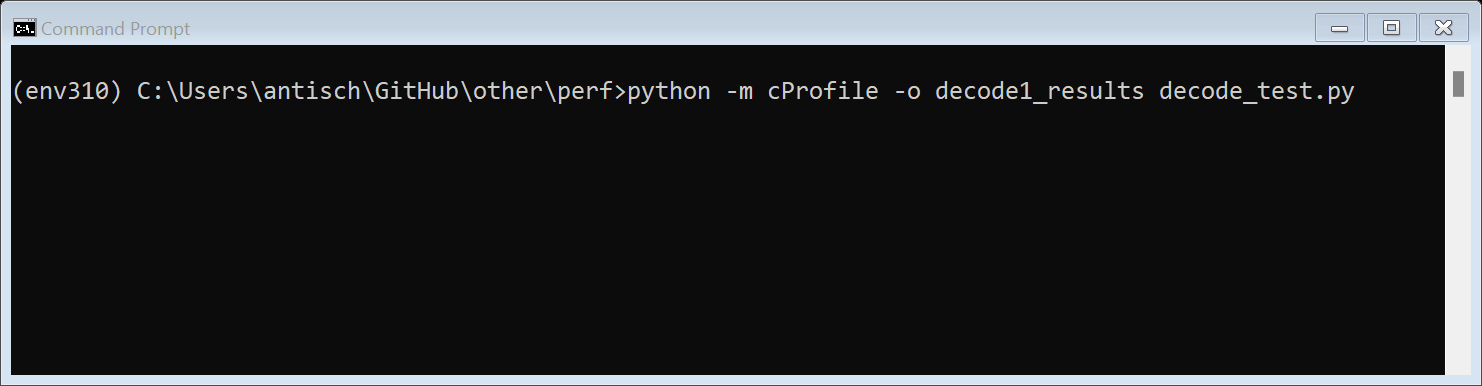 Command Prompt
(env310) C:\Users\antisch\GitHub\other\perf>python -m cProfile -o decode1_results decode_test.py